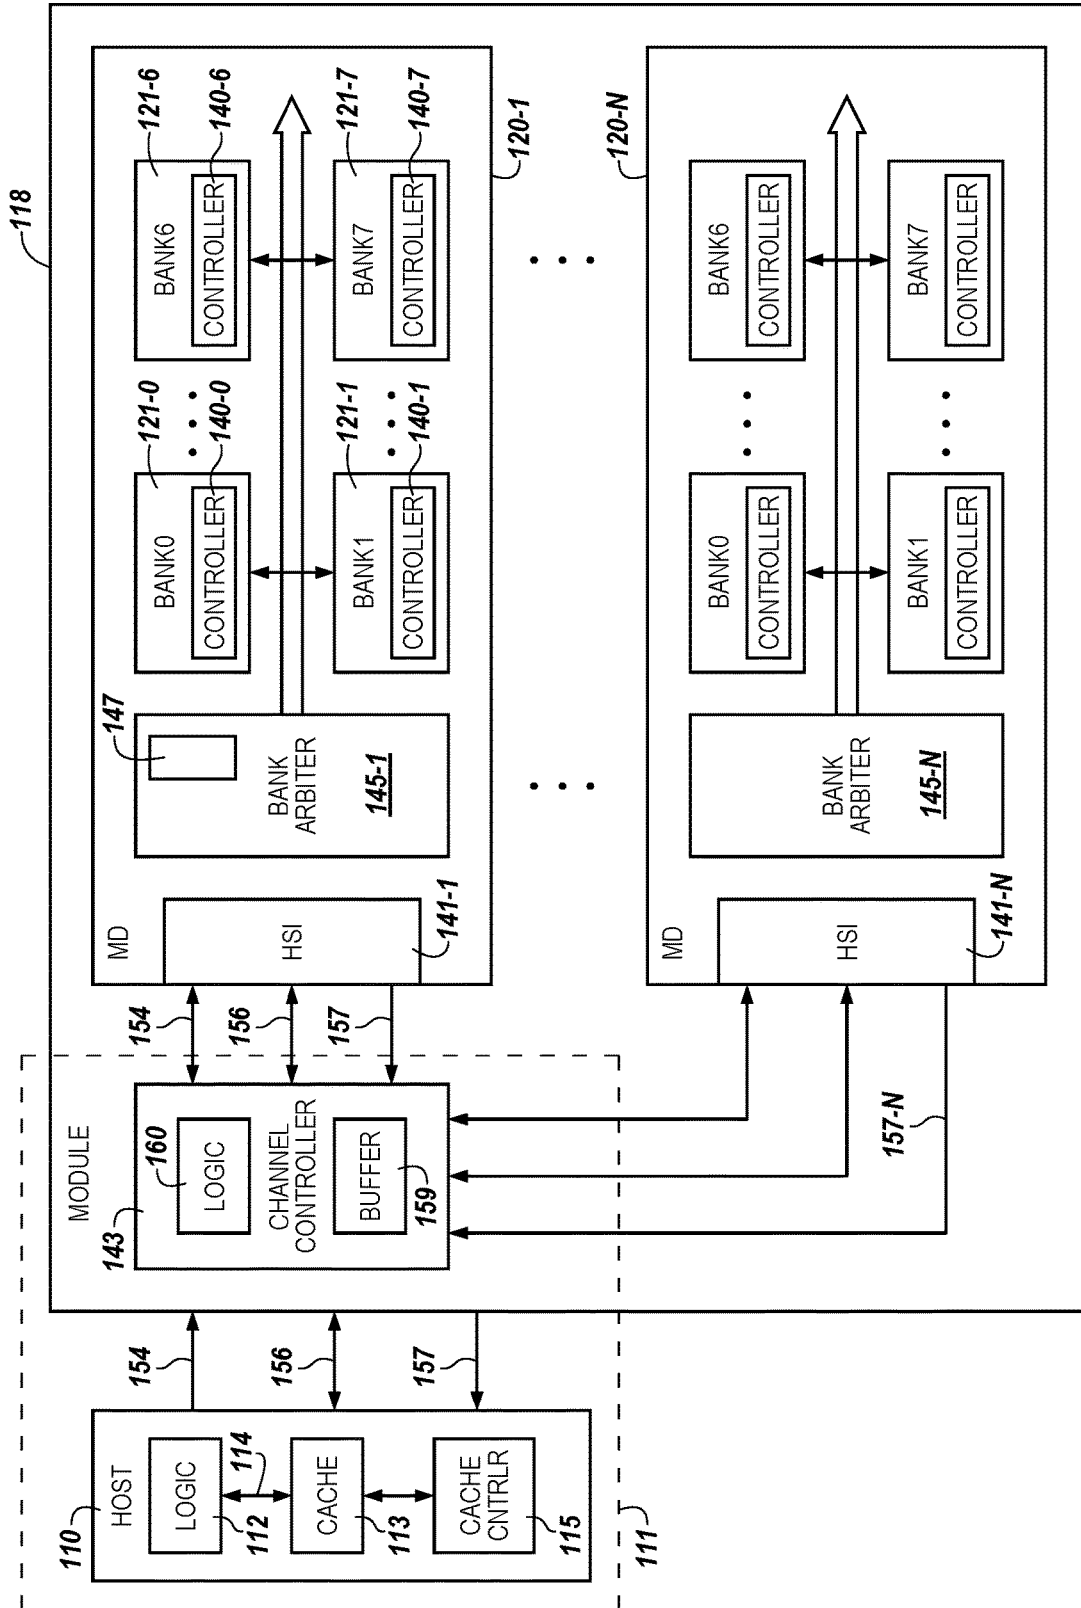 118
121-6
140-6
BANK6
CONTROLLER
121-7
140-7
BANK7
CONTROLLER
121-0
140-0
BANK0
CONTROLLER
121-1
140-1
BANK1
CONTROLLER
147
BANK
ARBITER
145-1
MD
HSI
141-1
120-1
120-N
BANK6
CONTROLLER
BANK7
CONTROLLER
BANK0
CONTROLLER
BANK1
CONTROLLER
BANK
ARBITER
145-N
MD
HSI
141-N
154
156
157
157-N
MODULE
143
160
LOGIC
CHANNEL
CONTROLLER
BUFFER
159
154
156
157
110
HOST
LOGIC
112
114
CACHE
113
CACHE
CNTRLR
115
111